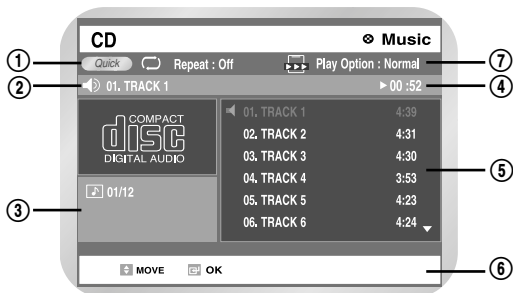 CD
Music
① Quick Repeat : Off Play Option : Normal ⑦
② 01. TRACK 1 00 :52 ④
COMPACT
disc
DIGITAL AUDIO
01. TRACK 1 4:39
02. TRACK 2 4:31
03. TRACK 3 4:30
04. TRACK 4 3:53
05. TRACK 5 4:23
06. TRACK 6 4:24
⑤
③ 01/12
MOVE OK ⑥